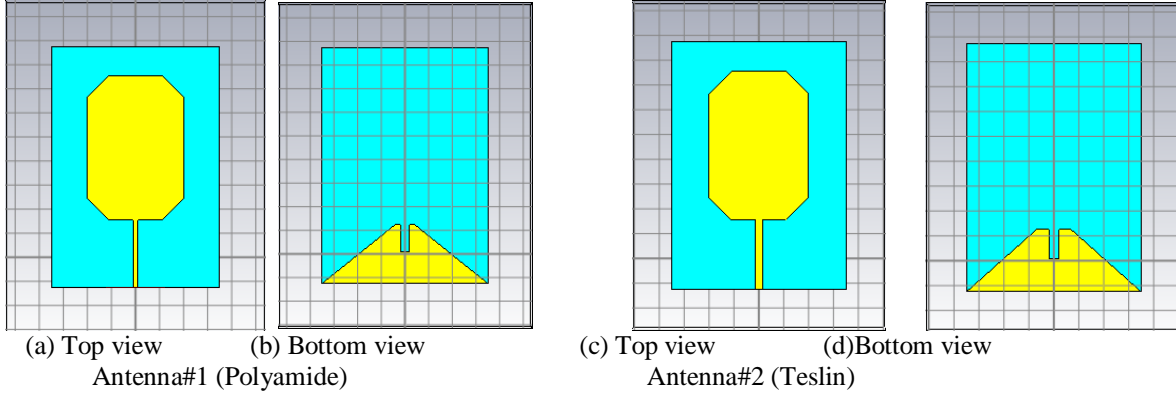 (a) Top view (b) Bottom view (c) Top view (d)Bottom view
Antenna#1 (Polyamide) Antenna#2 (Teslin)